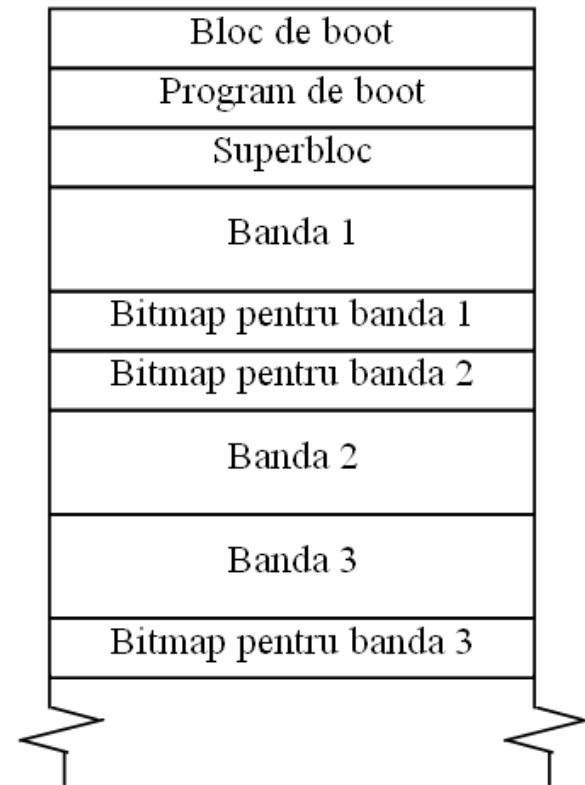 Bloc de boot
Program de boot
Superbloc
Banda 1
Bitmap pentru banda 1
Bitmap pentru banda 2
Banda 2
Banda 3
Bitmap pentru banda 3